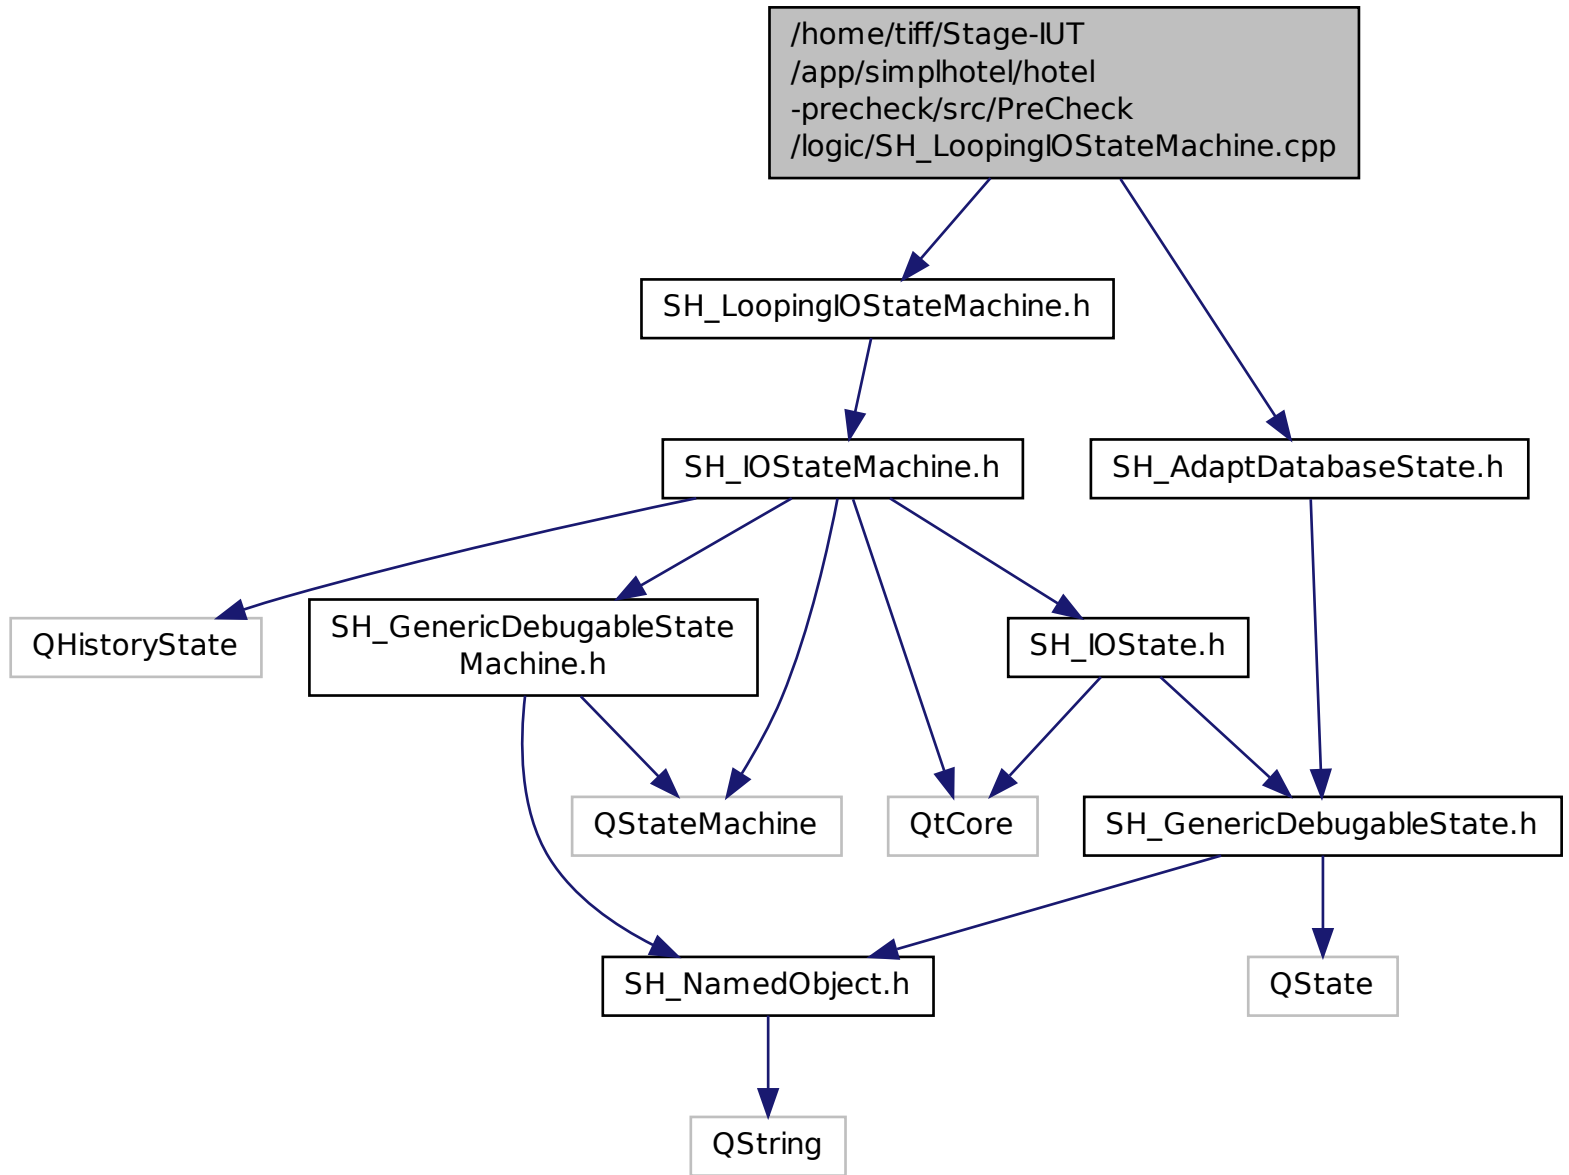 /home/tiff/Stage-IUT
/app/simplhotel/hotel
-precheck/src/PreCheck
/logic/SH_LoopingIOStateMachine.cpp
SH_LoopingIOStateMachine.h
SH_IOStateMachine.h
SH_AdaptDatabaseState.h
QHistoryState
SH_GenericDebugableState
Machine.h
SH_IOState.h
QStateMachine
QtCore
SH_GenericDebugableState.h
SH_NamedObject.h
QState
QString